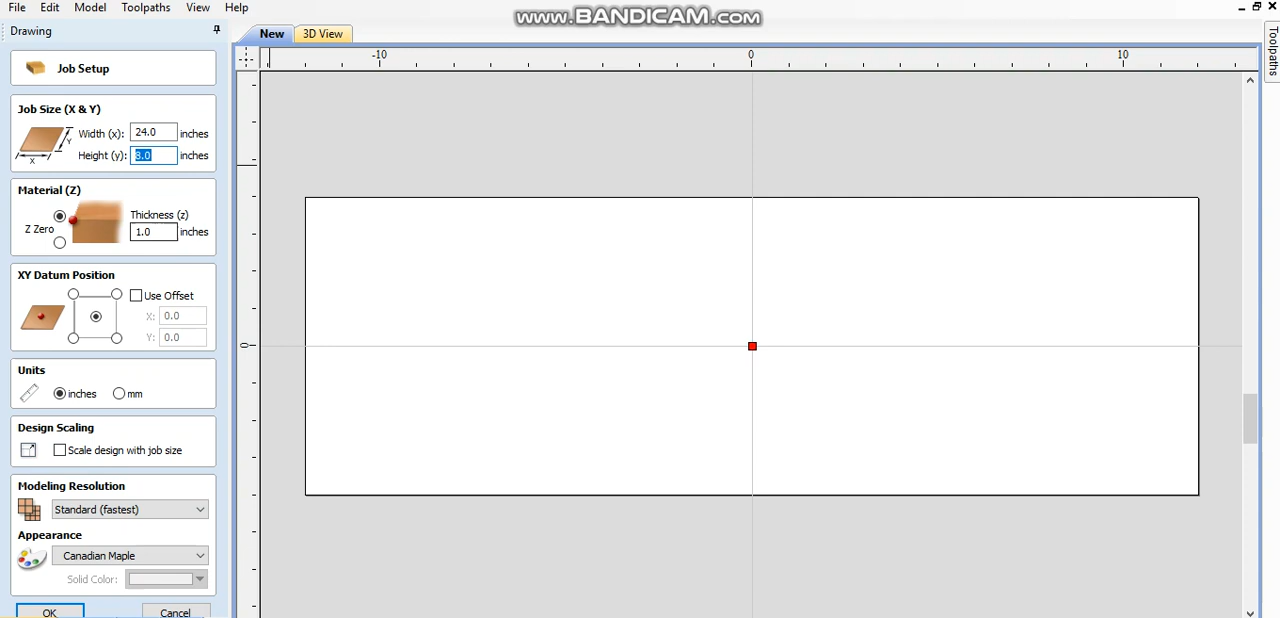 www.BANDICAM.com
File Edit Model Toolpaths View Help
Drawing
New 3D View
Toolpaths
-10 0 10
0
Job Setup
Job Size (X & Y)
Width (x): 24.0 inches
Y
Height (y): 8.0 inches
X
Material (Z)
Thickness (z)
Z Zero
1.0 inches
XY Datum Position
Use Offset
X: 0.0
Y: 0.0
Units
inches mm
Design Scaling
Scale design with job size
Modeling Resolution
Standard (fastest)
Appearance
Canadian Maple
Solid Color:
OK Cancel